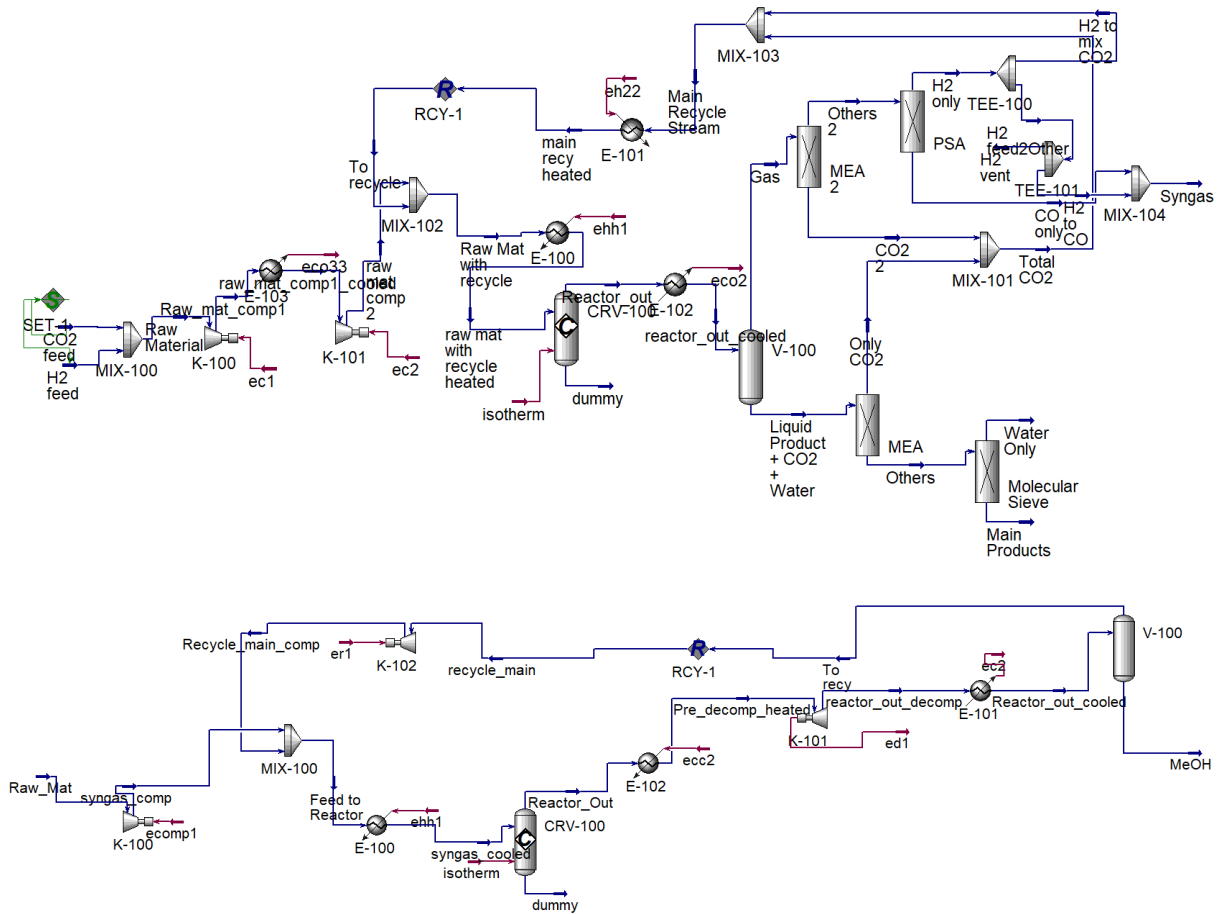 MIX-103
H2 to
mix
CO2
R
RCY-1
eh22
E-101
Main
Recycle
Stream
main
recy
heated
H2
only
TEE-100
Others
2
PSA
H2
feed2Other
H2
vent
TEE-101
MEA
2
Gas
To
recycle
MIX-102
CO
only
H2
to
CO
MIX-104
Syngas
ehh1
E-100
Raw Mat
with
recycle
CO2
2
MIX-101
Total
CO2
eco33
raw_mat_comp1_cooled
E-103
raw
mat
comp
2
Raw_mat_comp1
S
SET-1
CO2
feed
Raw
Material
MIX-100
K-100
H2
feed
ec1
K-101
ec2
Reactor_out
CRV-100
E-102
eco2
reactor_out_cooled
C
raw mat
with
recycle
heated
isotherm
dummy
V-100
Only
CO2
Liquid
Product
+ CO2
+
Water
MEA
Others
Water
Only
Molecular
Sieve
Main
Products
Recycle_main_comp
er1
K-102
recycle_main
R
RCY-1
To
recy
V-100
ec2
E-101
reactor_out_decomp
Reactor_out_cooled
Pre_decomp_heated
K-101
ed1
MeOH
MIX-100
ecc2
E-102
Raw_Mat
syngas_comp
K-100
ecomp1
Feed to
Reactor
ehh1
E-100
syngas_cooled
isotherm
Reactor_Out
CRV-100
C
dummy